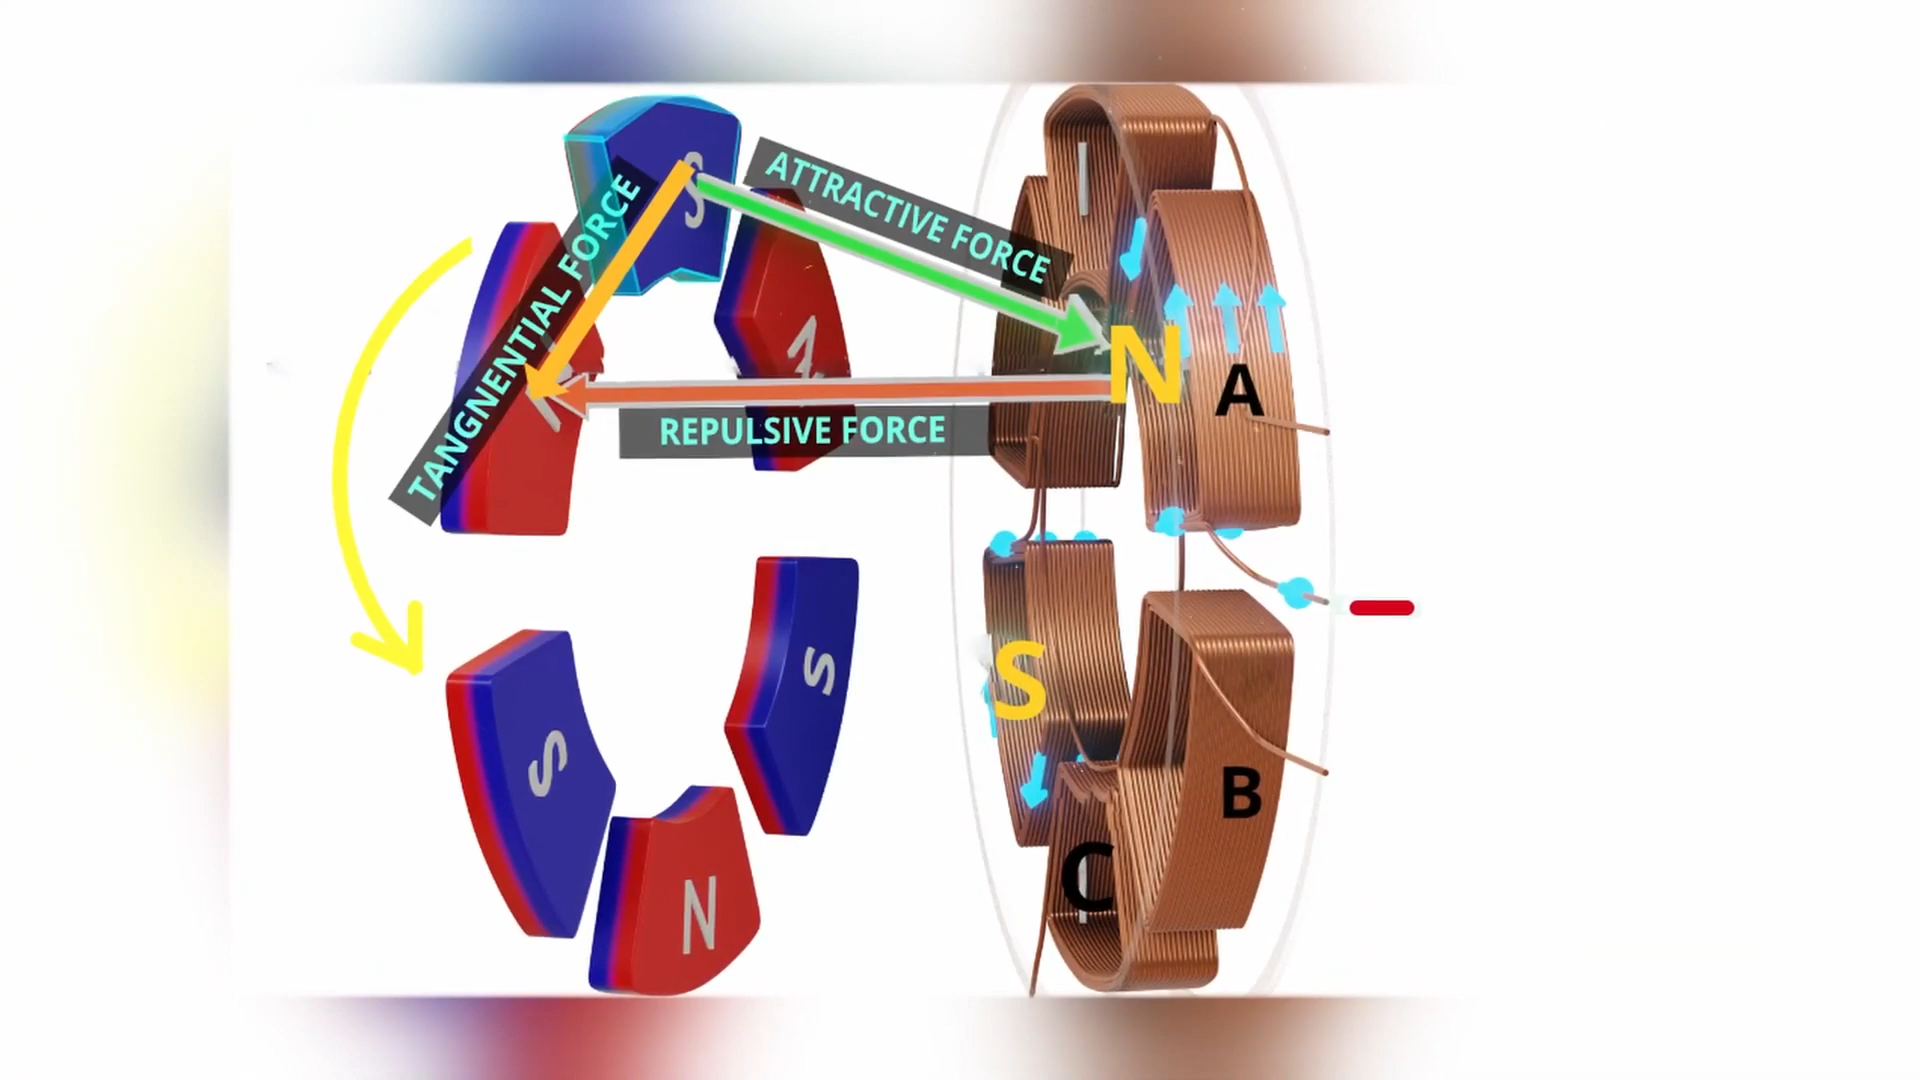 S
ATTRACTIVE FORCE
TANGNENTIAL FORCE
N
N
N
A
REPULSIVE FORCE
S
S
S
B
C
N